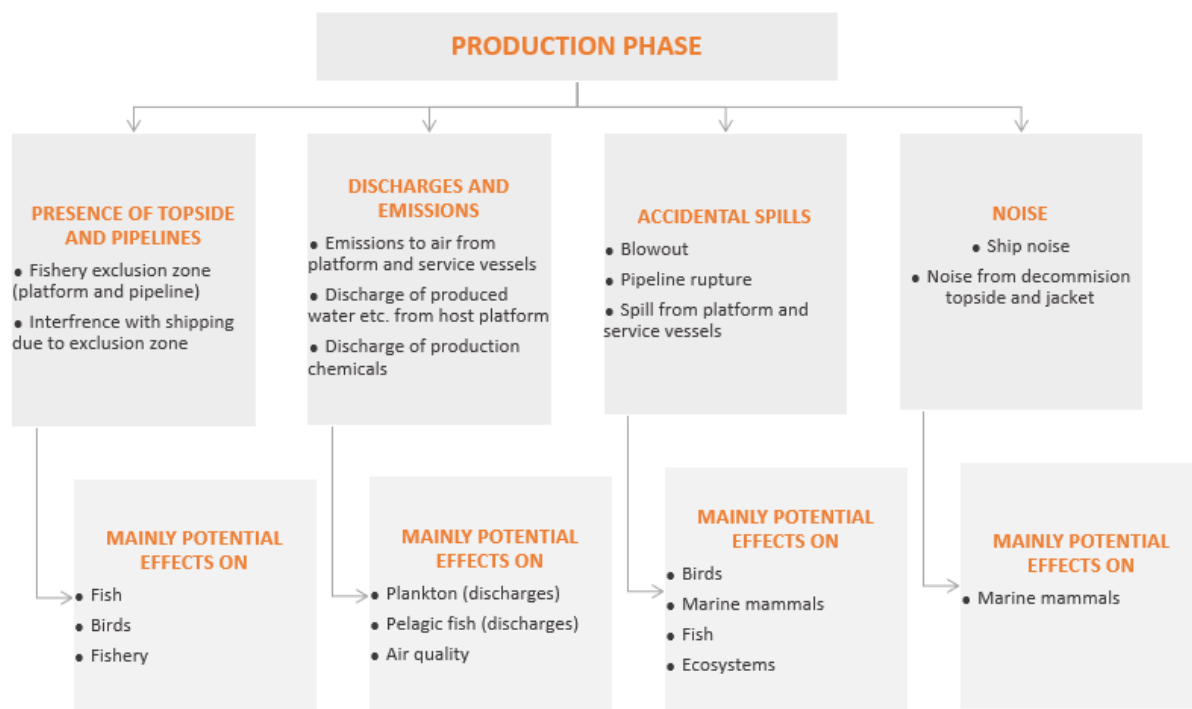 PRODUCTION PHASE
PRESENCE OF TOPSIDE
AND PIPELINES
● Fishery exclusion zone
(platform and pipeline)
● Interfrence with shipping
due to exclusion zone
DISCHARGES AND
EMISSIONS
● Emissions to air from
platform and service vessels
● Discharge of produced
water etc. from host platform
● Discharge of production
chemicals
ACCIDENTAL SPILLS
● Blowout
● Pipeline rupture
● Spill from platform and
service vessels
NOISE
● Ship noise
● Noise from decommision
topside and jacket
MAINLY POTENTIAL
EFFECTS ON
● Fish
● Birds
● Fishery
MAINLY POTENTIAL
EFFECTS ON
● Plankton (discharges)
● Pelagic fish (discharges)
● Air quality
MAINLY POTENTIAL
EFFECTS ON
● Birds
● Marine mammals
● Fish
● Ecosystems
MAINLY POTENTIAL
EFFECTS ON
● Marine mammals